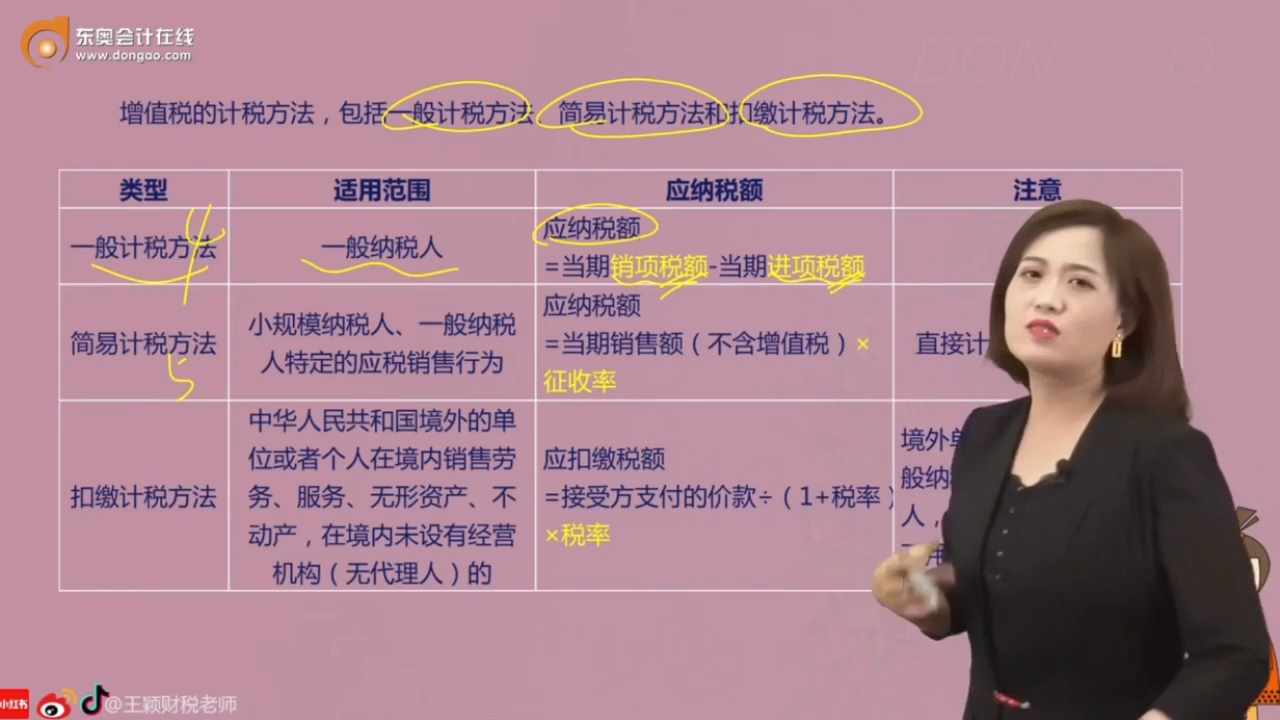 东奥会计在线
www.dongao.com
DON G
增值税的计税方法，包括一般计税方法、简易计税方法和扣缴计税方法。
类型 适用范围 应纳税额 注意
一般计税方法 4
一般纳税人
应纳税额
=当期销项税额-当期进项税额
简易计税方法 5
小规模纳税人、一般纳税
人特定的应税销售行为
应纳税额
=当期销售额（不含增值税）×
征收率
直接计
扣缴计税方法
中华人民共和国境外的单
位或者个人在境内销售劳
务、服务、无形资产、不
动产，在境内未设有经营
机构（无代理人）的
应扣缴税额
=接受方支付的价款÷（1+税率）
×税率
境外单
般纳
人，
小红书 @王颖财税老师